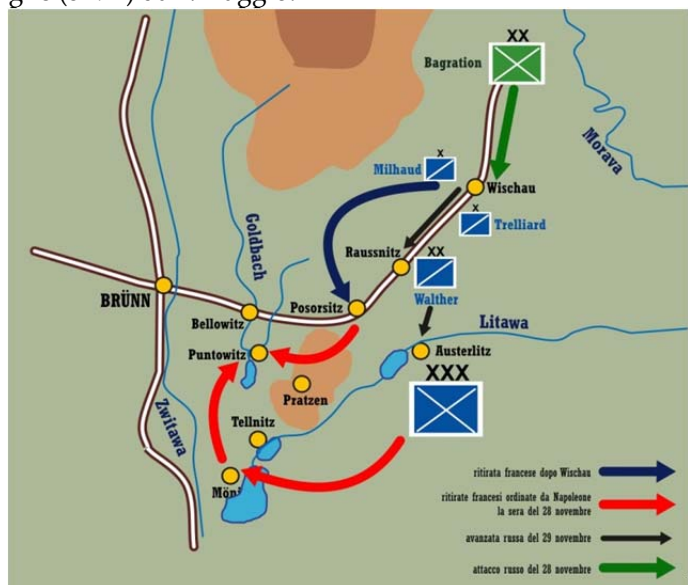 XX
Bagration
Morava
x
Milhaud
Wischau
x
Trelliard
Goldbach
Raussnitz
XX
Walther
BRÜNN
Posorsitz
Bellowitz
Litawa
Puntowitz
Austerlitz
XXX
Pratzen
Zwitawa
Tellnitz
Möni
ritirata francese dopo Wischau
ritirate francesi ordinate da Napoleone
la sera del 28 novembre
avanzata russa del 29 novembre
attacco russo del 28 novembre